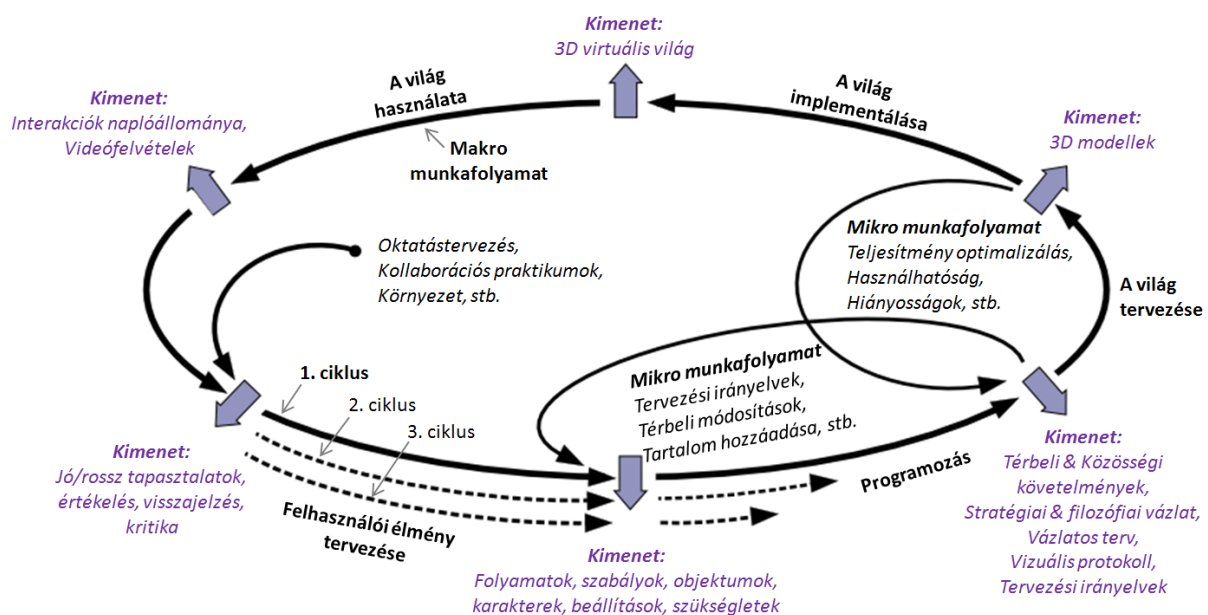 Kimenet:
3D virtuális világ
A világ
használata
A világ
implementálása
Kimenet:
Interakciók naplóállománya,
Videófelvételek
Makro
munkafolyamat
Kimenet:
3D modellek
Oktatástervezés,
Kollaborációs praktikumok,
Környezet, stb.
Mikro munkafolyamat
Teljesítmény optimalizálás,
Használhatóság,
Hiányosságok, stb.
A világ
tervezése
1. ciklus
2. ciklus
3. ciklus
Mikro munkafolyamat
Tervezési irányelvek,
Térbeli módosítások,
Tartalom hozzáadása, stb.
Kimenet:
Jó/rossz tapasztalatok,
értékelés, visszajelzés,
kritika
Felhasználói élmény
tervezése
Programozás
Kimenet:
Térbeli & Közösségi
követelmények,
Stratégiai & filozófiai vázlat,
Vázlatos terv,
Vizuális protokoll,
Tervezési irányelvek
Kimenet:
Folyamatok, szabályok, objektumok,
karakterek, beállítások, szükségletek